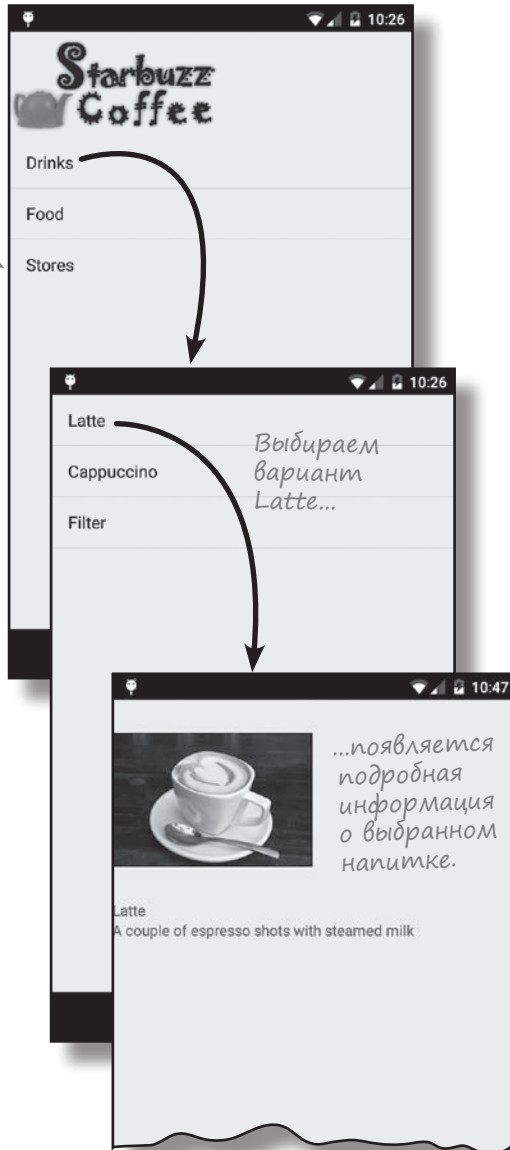 10:26
Starbuzz
Coffee
Drinks
Food
Stores
10:26
Latte
Cappuccino
Filter
Выбираем
вариант
Latte...
10:47
...появляется
подробная
информация
о выбранном
напитке.
Latte
A couple of espresso shots with steamed milk